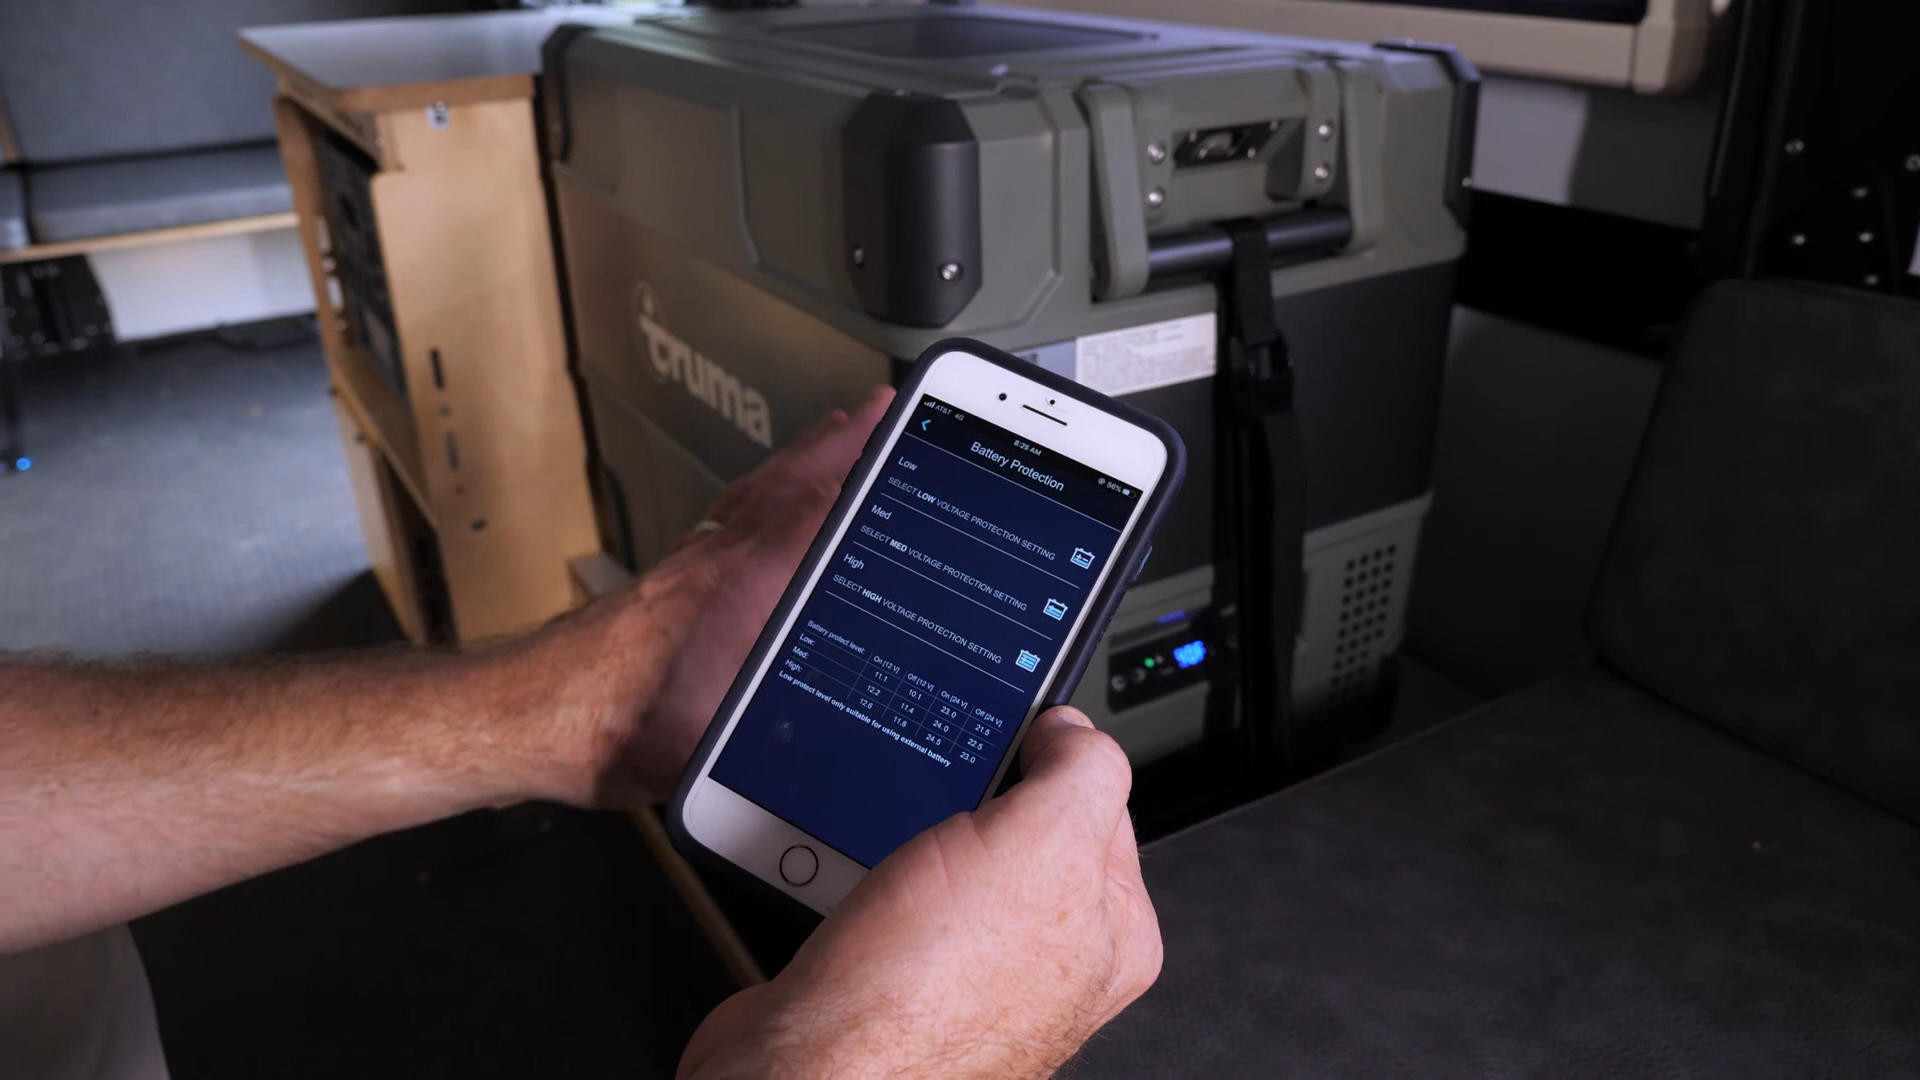 truma
AT&T 4G
8:25 AM
56%
Battery Protection
Low
SELECT LOW VOLTAGE PROTECTION SETTING
Med
SELECT MED VOLTAGE PROTECTION SETTING
High
SELECT HIGH VOLTAGE PROTECTION SETTING
Battery protect level: On [12 V] Off [12 V] On [24 V] Off [24 V]
Low: 11.1 10.1 23.0 21.5
Med: 12.2 11.4 24.0 22.5
High: 12.6 11.8 24.5 23.0
Low protect level only suitable for using external battery